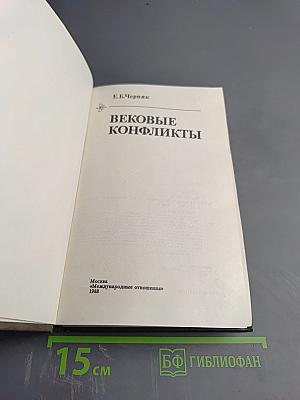 Е.Б.Черняк
ВЕКОВЫЕ
КОНФЛИКТЫ
Москва
«Международные отношения»
1988
15 см
БФ ГИБЛИОФАН